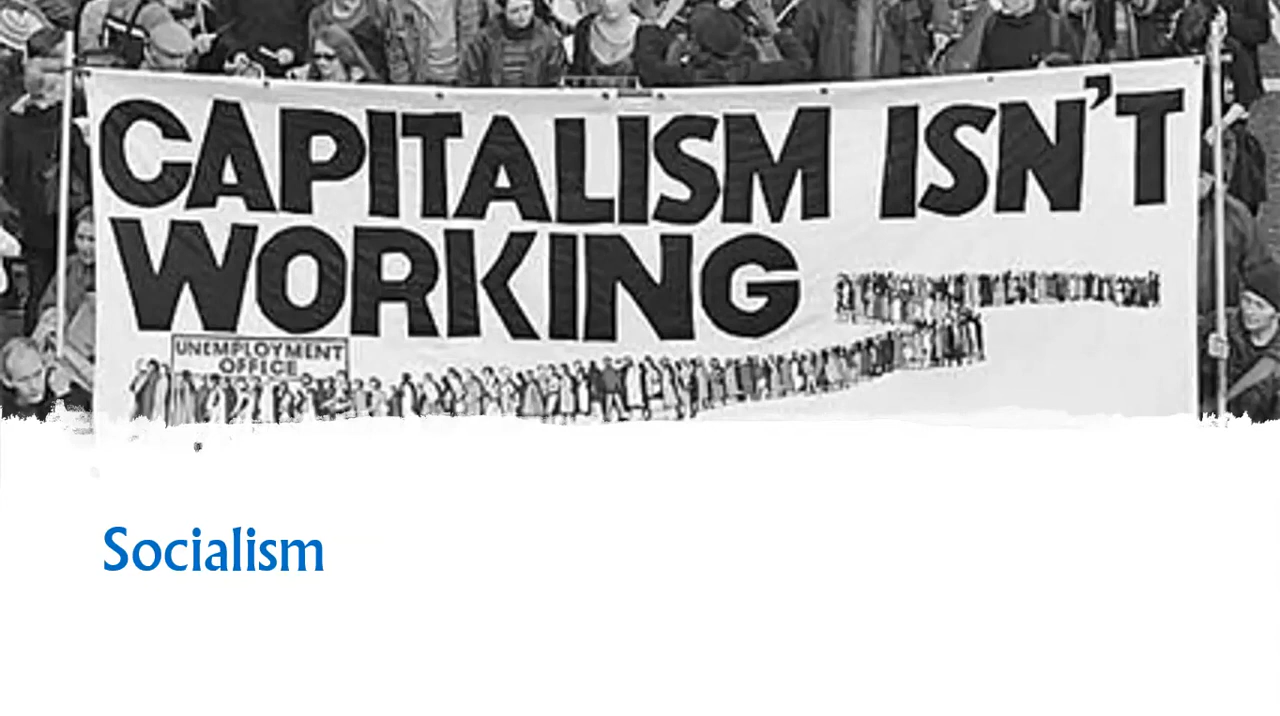 CAPITALISM ISN'T
WORKING
UNEMPLOYMENT
OFFICE
Socialism